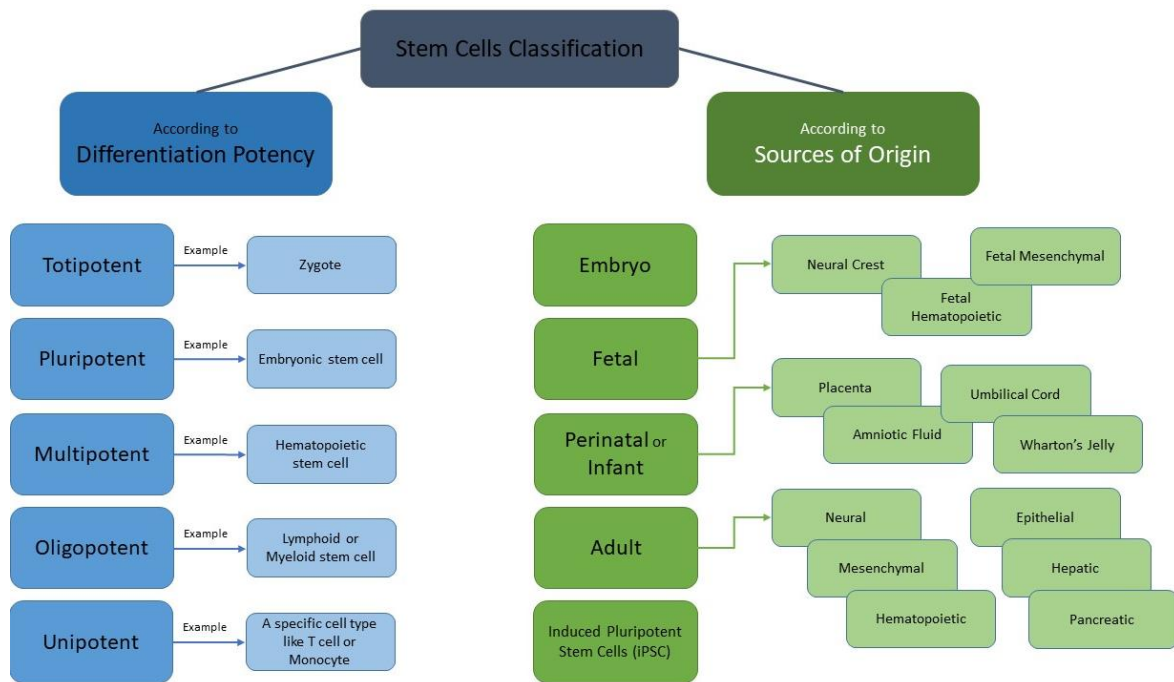 Stem Cells Classification
According to
Differentiation Potency
According to
Sources of Origin
Totipotent
Example
Zygote
Pluripotent
Example
Embryonic stem cell
Multipotent
Example
Hematopoietic
stem cell
Oligopotent
Example
Lymphoid or
Myeloid stem cell
Unipotent
Example
A specific cell type
like T cell or
Monocyte
Embryo
Fetal
Neural Crest
Fetal Mesenchymal
Fetal
Hematopoietic
Perinatal or
Infant
Placenta
Umbilical Cord
Amniotic Fluid
Wharton's Jelly
Adult
Neural
Epithelial
Mesenchymal
Hepatic
Hematopoietic
Pancreatic
Induced Pluripotent
Stem Cells (iPSC)